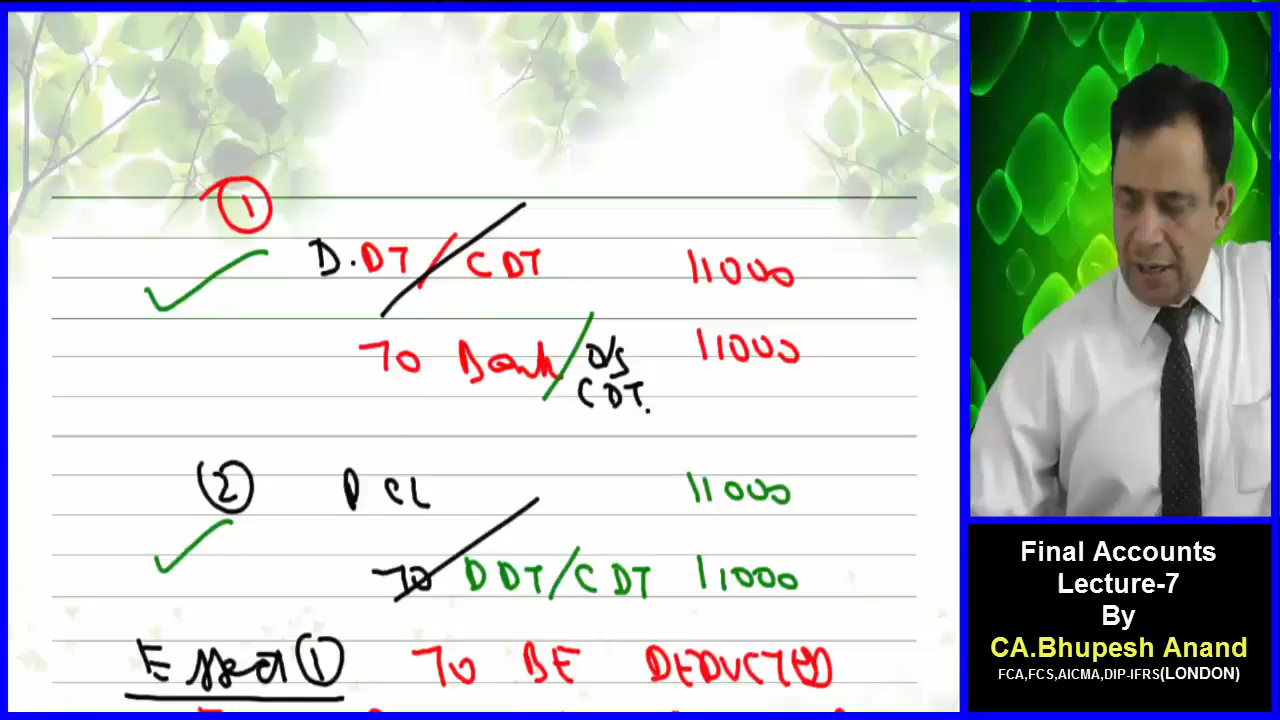 ①
D.DT / CDT 11000
To Bank / O/S CDT. 11000
② P&L 11000
To DDT/CDT 11000
Effect ① TO BE DEDUCTED
Final Accounts
Lecture-7
By
CA.Bhupesh Anand
FCA,FCS,AICMA,DIP-IFRS(LONDON)